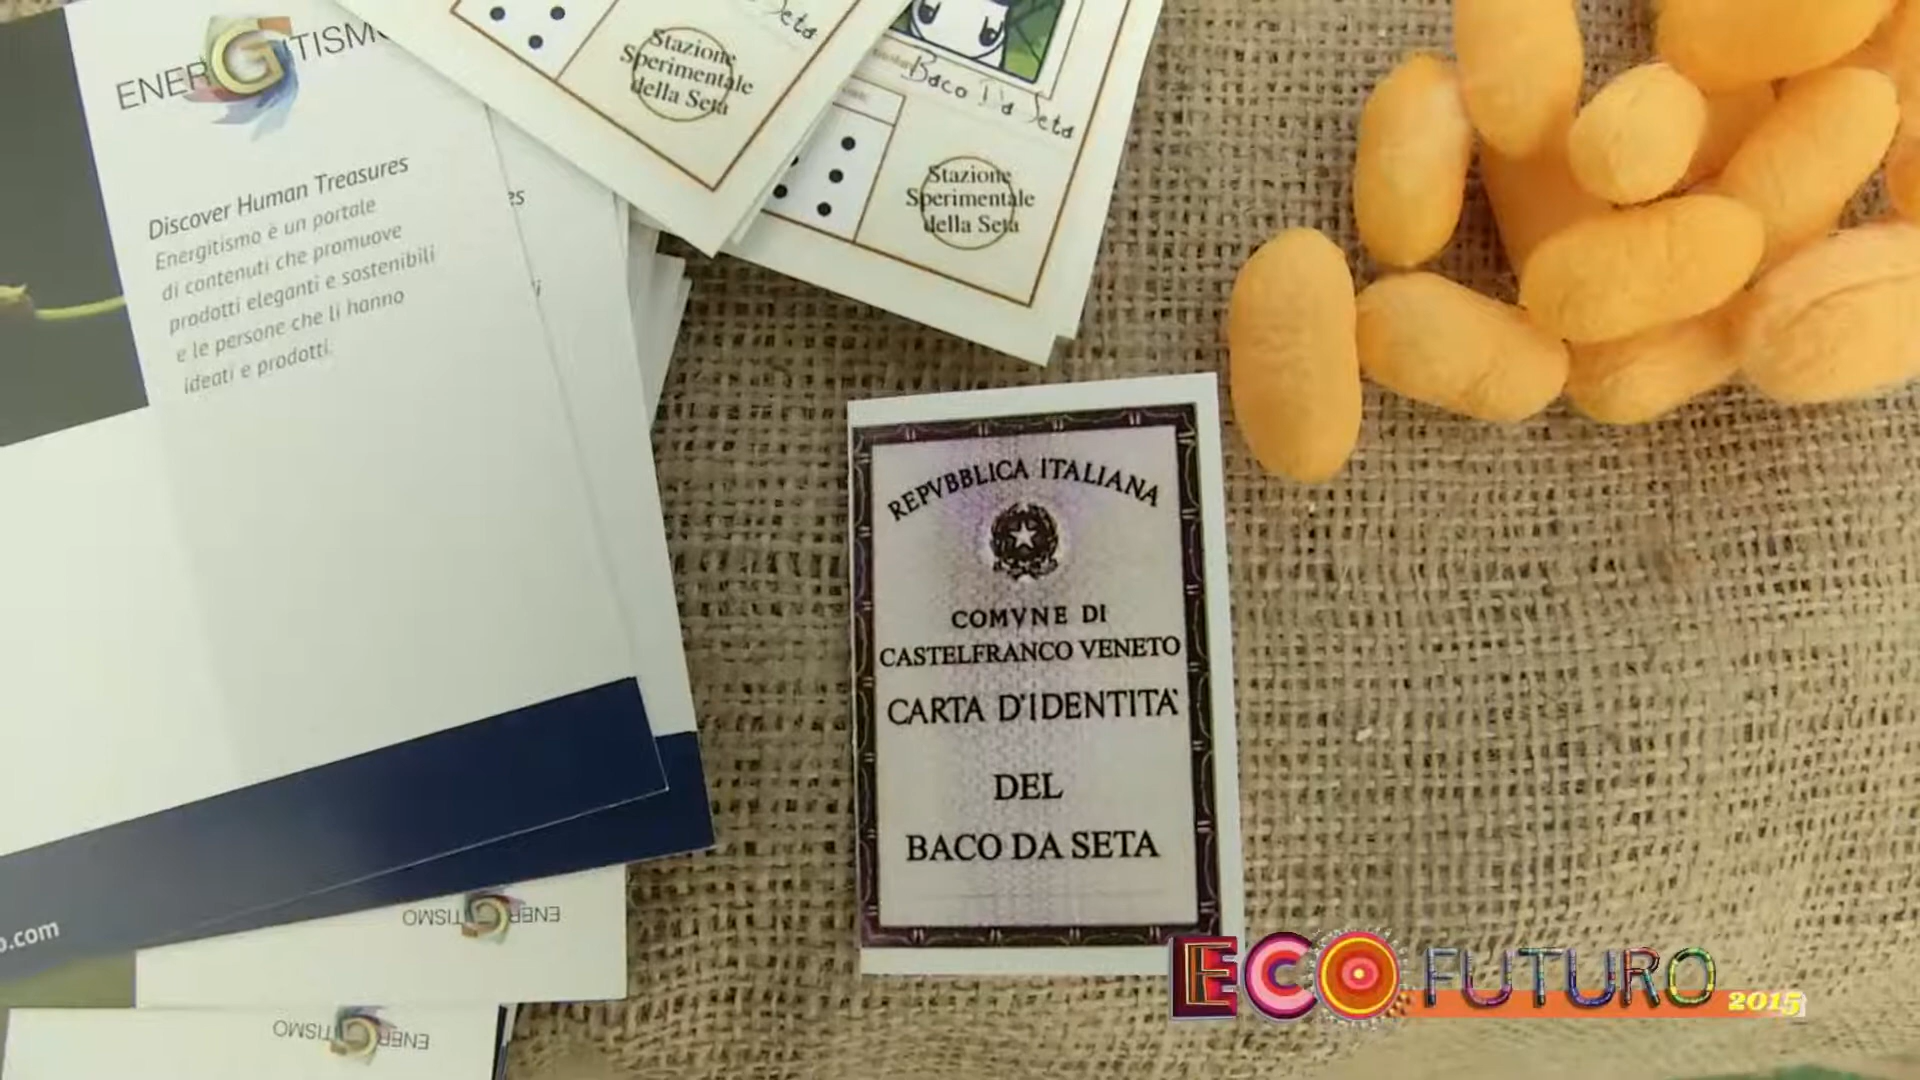 ENERGITISMO
Discover Human Treasures
Energitismo è un portale
di contenuti che promuove
prodotti eleganti e sostenibili
e le persone che li hanno
ideati e prodotti.
.com
ENERGITISMO
ENERGITISMO
Seta
Stazione
Sperimentale
della Seta
Baco Da Seta
Stazione
Sperimentale
della Seta
REPVBBLICA ITALIANA
COMVNE DI
CASTELFRANCO VENETO
CARTA D'IDENTITA'
DEL
BACO DA SETA
ECOFUTURO 2015